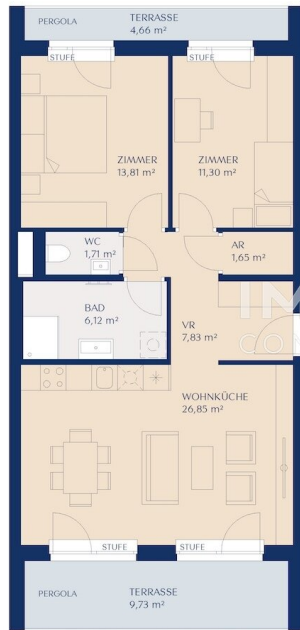 PERGOLA
TERRASSE
4,66 m²
STUFE
STUFE
ZIMMER
13,81 m²
ZIMMER
11,30 m²
WC
1,71 m²
AR
1,65 m²
BAD
6,12 m²
VR
7,83 m²
WOHNKÜCHE
26,85 m²
STUFE
STUFE
PERGOLA
TERRASSE
9,73 m²